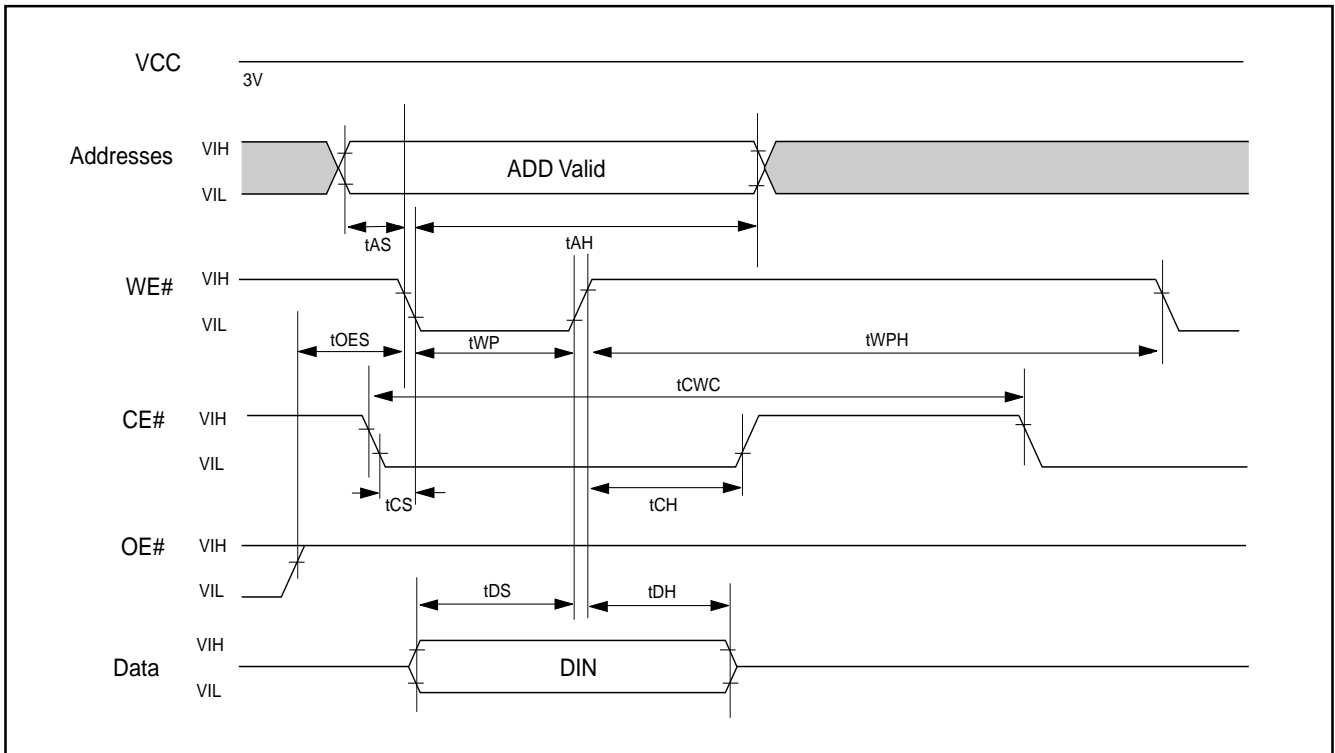 VCC
3V
Addresses
VIH
VIL
ADD Valid
tAS
tAH
WE#
VIH
VIL
tOES
tWP
tWPH
tCWC
CE#
VIH
VIL
tCS
tCH
OE#
VIH
VIL
tDS
tDH
Data
VIH
VIL
DIN